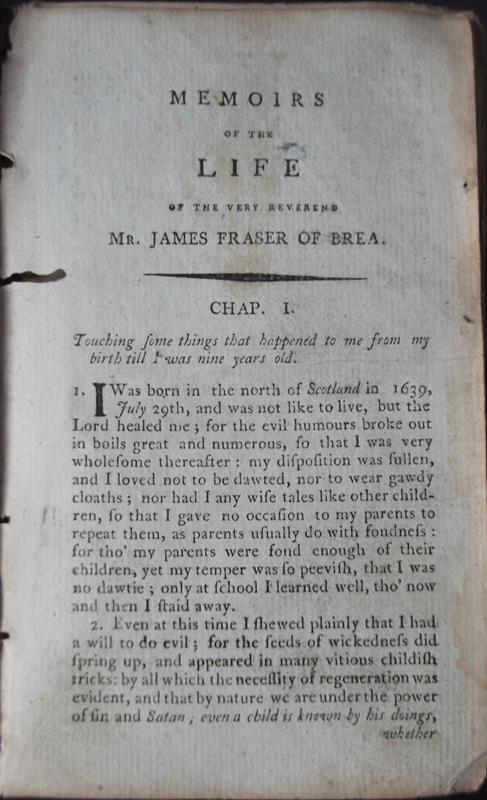 MEMOIRS
OF THE
LIFE
OF THE VERY REVEREND
MR. JAMES FRASER OF BREA.
CHAP. I.
Touching ſome things that happened to me from my
birth till I was nine years old.
1. I Was born in the north of Scotland in 1639,
July 29th, and was not like to live, but the
Lord healed me ; for the evil humours broke out
in boils great and numerous, ſo that I was very
wholeſome thereafter : my diſpoſition was ſullen,
and I loved not to be dawted, nor to wear gawdy
cloaths ; nor had I any wiſe tales like other child-
ren, ſo that I gave no occaſion to my parents to
repeat them, as parents uſually do with fondneſs :
for tho' my parents were fond enough of their
children, yet my temper was ſo peeviſh, that I was
no dawtie ; only at ſchool I learned well, tho' now
and then I ſtaid away.
2. Even at this time I ſhewed plainly that I had
a will to do evil ; for the ſeeds of wickedneſs did
ſpring up, and appeared in many vitious childiſh
tricks: by all which the neceſſity of regeneration was
evident, and that by nature we are under the power
of ſin and Satan ; even a child is known by his doings,
whether